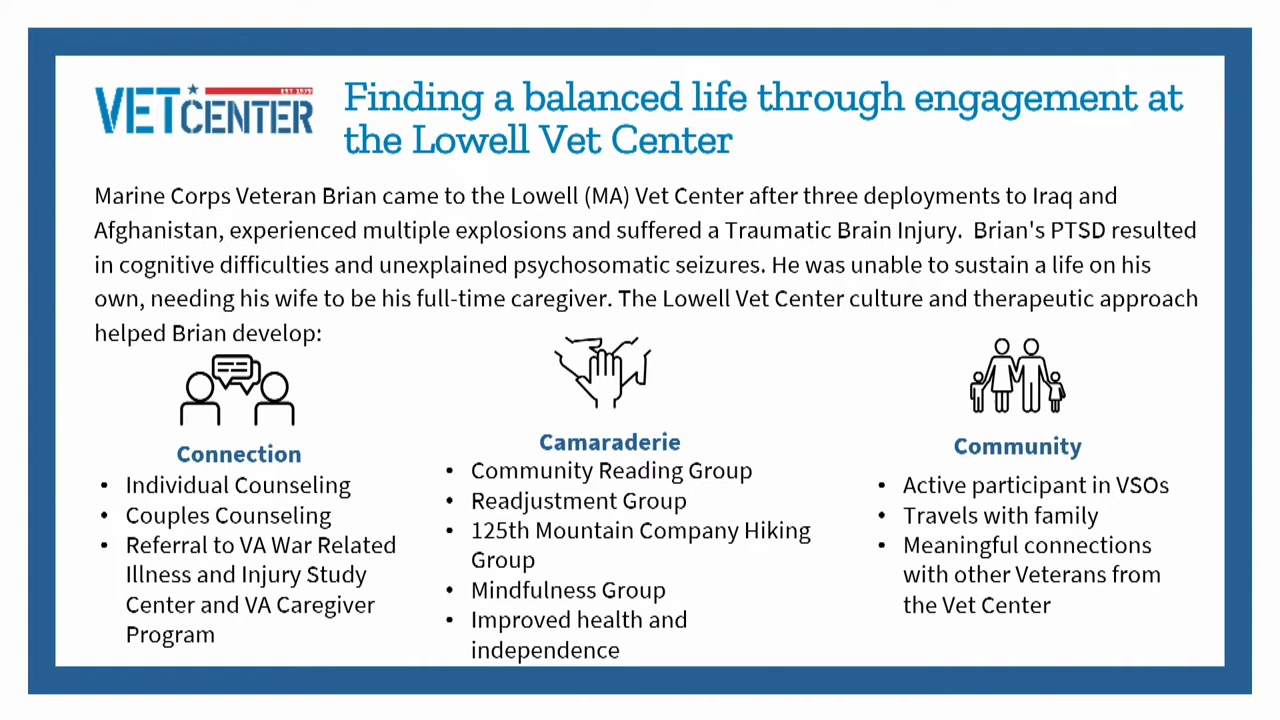 VET CENTER
EST 1979
Finding a balanced life through engagement at
the Lowell Vet Center
Marine Corps Veteran Brian came to the Lowell (MA) Vet Center after three deployments to Iraq and
Afghanistan, experienced multiple explosions and suffered a Traumatic Brain Injury.  Brian's PTSD resulted
in cognitive difficulties and unexplained psychosomatic seizures. He was unable to sustain a life on his
own, needing his wife to be his full-time caregiver. The Lowell Vet Center culture and therapeutic approach
helped Brian develop:
Connection
• Individual Counseling
• Couples Counseling
• Referral to VA War Related
Illness and Injury Study
Center and VA Caregiver
Program
Camaraderie
• Community Reading Group
• Readjustment Group
• 125th Mountain Company Hiking
Group
• Mindfulness Group
• Improved health and
independence
Community
• Active participant in VSOs
• Travels with family
• Meaningful connections
with other Veterans from
the Vet Center